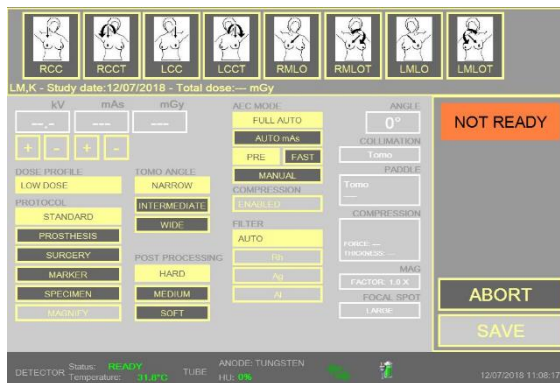 RCC RCCT LCC LCCT RMLO RMLOT LMLO LMLOT
LM,K - Study date:12/07/2018 - Total dose:--- mGy
kV mAs mGy
--.- --- ---
+ - + -
DOSE PROFILE
LOW DOSE
PROTOCOL
STANDARD
PROSTHESIS
SURGERY
MARKER
SPECIMEN
MAGNIFY
TOMO ANGLE
NARROW
INTERMEDIATE
WIDE
POST PROCESSING
HARD
MEDIUM
SOFT
AEC MODE
FULL AUTO
AUTO mAs
PRE FAST
MANUAL
COMPRESSION
ENABLED
FILTER
AUTO
Rh
Ag
Al
ANGLE
0°
COLLIMATION
Tomo
PADDLE
Tomo
----
COMPRESSION
FORCE: ---
THICKNESS: ---
MAG
FACTOR: 1.0 X
FOCAL SPOT
LARGE
NOT READY
ABORT
SAVE
DETECTOR Status: READY
Temperature: 31.8°C
TUBE ANODE: TUNGSTEN
HU: 0%
12/07/2018 11:08:17